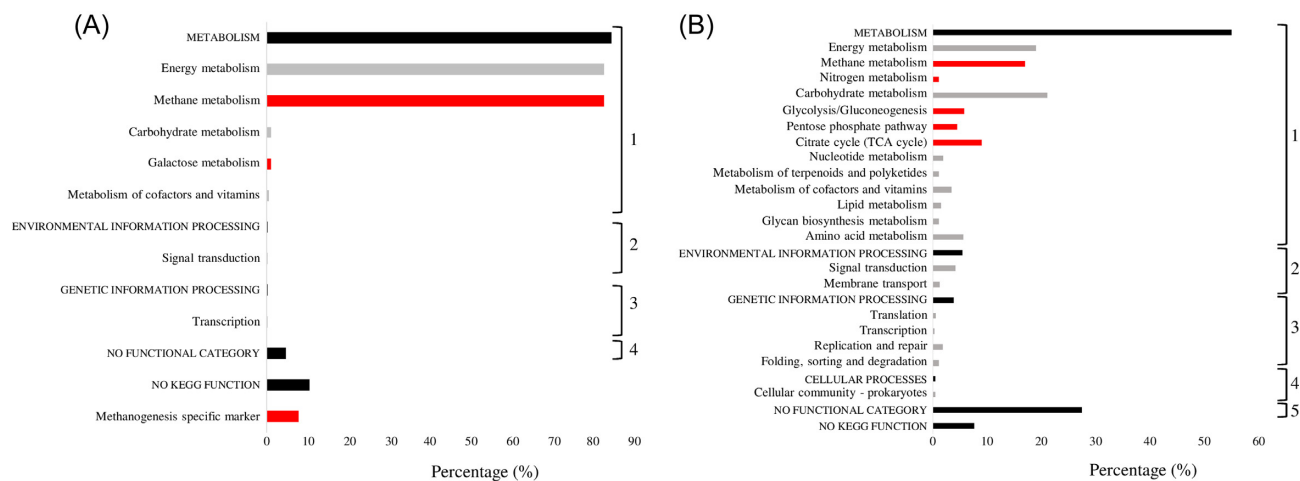 (A)
METABOLISM
Energy metabolism
Methane metabolism
Carbohydrate metabolism
Galactose metabolism
Metabolism of cofactors and vitamins
ENVIRONMENTAL INFORMATION PROCESSING
Signal transduction
GENETIC INFORMATION PROCESSING
Transcription
NO FUNCTIONAL CATEGORY
NO KEGG FUNCTION
Methanogenesis specific marker
1
2
3
4
0 10 20 30 40 50 60 70 80 90
Percentage (%)
(B)
METABOLISM
Energy metabolism
Methane metabolism
Nitrogen metabolism
Carbohydrate metabolism
Glycolysis/Gluconeogenesis
Pentose phosphate pathway
Citrate cycle (TCA cycle)
Nucleotide metabolism
Metabolism of terpenoids and polyketides
Metabolism of cofactors and vitamins
Lipid metabolism
Glycan biosynthesis metabolism
Amino acid metabolism
ENVIRONMENTAL INFORMATION PROCESSING
Signal transduction
Membrane transport
GENETIC INFORMATION PROCESSING
Translation
Transcription
Replication and repair
Folding, sorting and degradation
CELLULAR PROCESSES
Cellular community - prokaryotes
NO FUNCTIONAL CATEGORY
NO KEGG FUNCTION
1
2
3
4
5
0 10 20 30 40 50 60
Percentage (%)